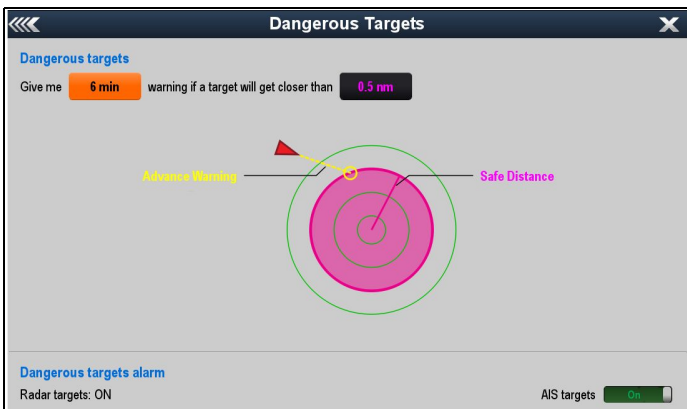 Dangerous Targets
Dangerous targets
Give me 6 min warning if a target will get closer than 0.5 nm
Advance Warning
Safe Distance
Dangerous targets alarm
Radar targets: ON
AIS targets On